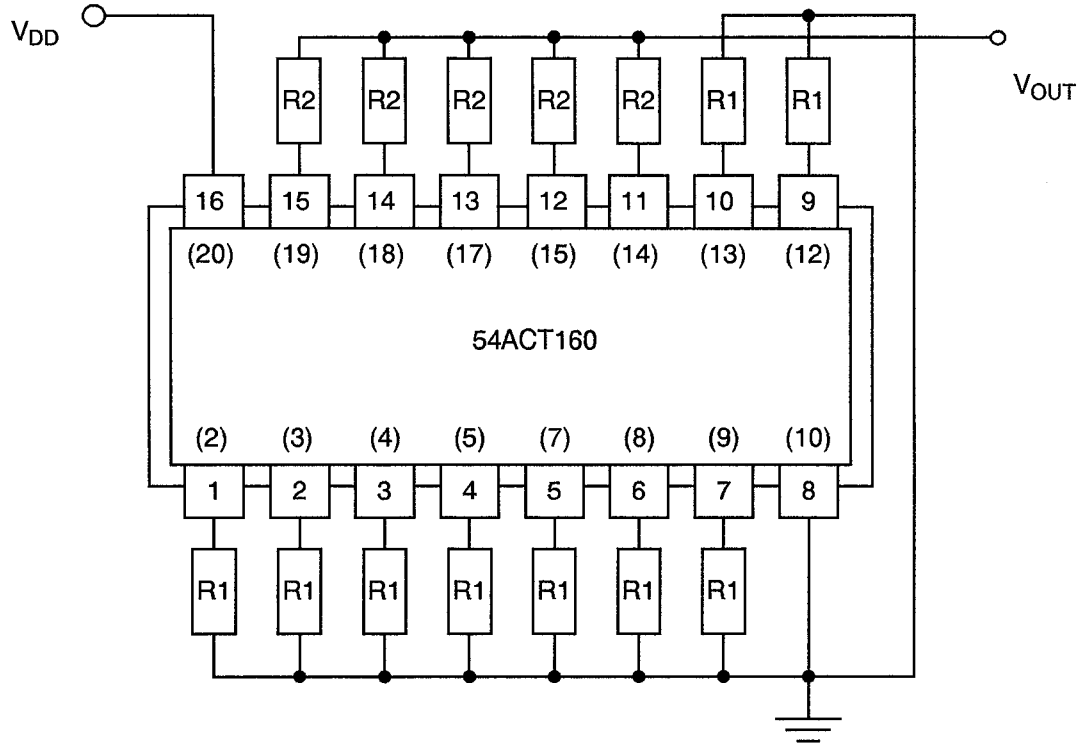 V_DD
V_OUT
R2 R2 R2 R2 R2 R1 R1
16 15 14 13 12 11 10 9
(20) (19) (18) (17) (15) (14) (13) (12)
54ACT160
(2) (3) (4) (5) (7) (8) (9) (10)
1 2 3 4 5 6 7 8
R1 R1 R1 R1 R1 R1 R1